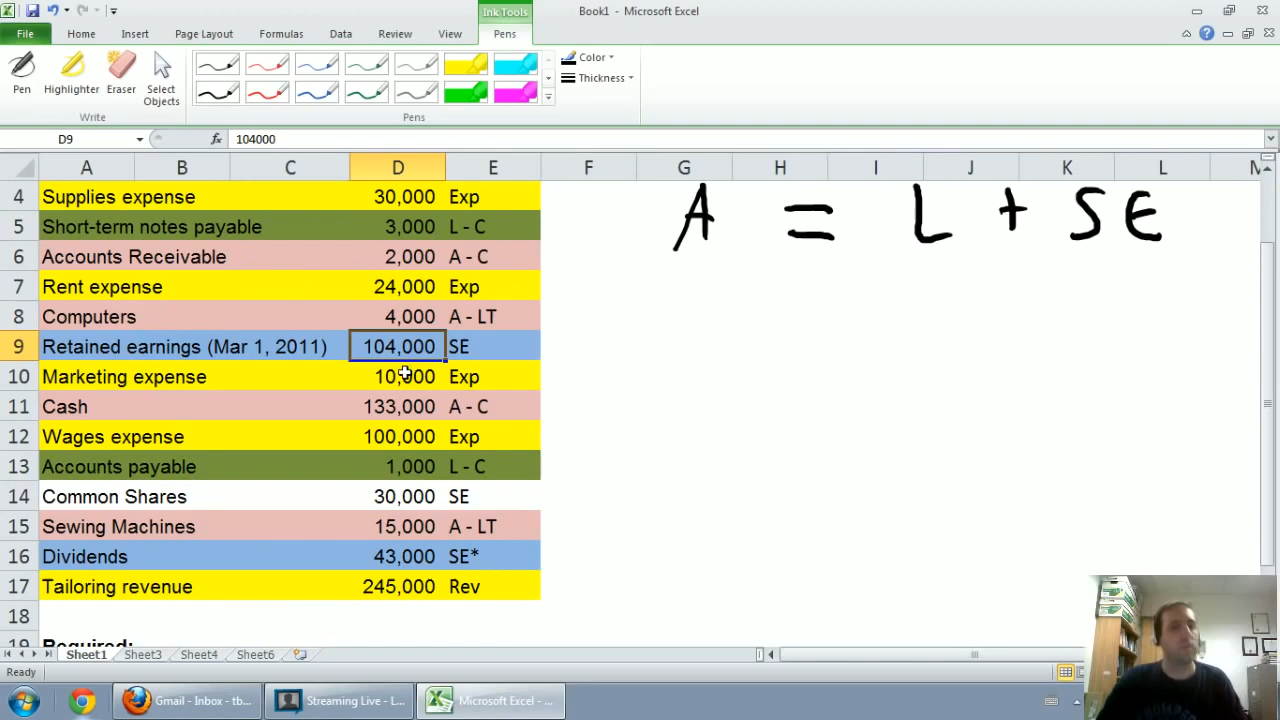 Ink Tools
Book1 - Microsoft Excel
File Home Insert Page Layout Formulas Data Review View Pens
Pen Highlighter Eraser Select Objects
Color
Thickness
Write Pens
D9 fx 104000
A B C D E F G H I J K L
4 Supplies expense 30,000 Exp
5 Short-term notes payable 3,000 L - C
6 Accounts Receivable 2,000 A - C
7 Rent expense 24,000 Exp
8 Computers 4,000 A - LT
9 Retained earnings (Mar 1, 2011) 104,000 SE
10 Marketing expense 10,000 Exp
11 Cash 133,000 A - C
12 Wages expense 100,000 Exp
13 Accounts payable 1,000 L - C
14 Common Shares 30,000 SE
15 Sewing Machines 15,000 A - LT
16 Dividends 43,000 SE*
17 Tailoring revenue 245,000 Rev
18
19 Required:
A = L + SE
Sheet1 Sheet3 Sheet4 Sheet6
Ready
Gmail - Inbox - tb... Streaming Live - L... Microsoft Excel - ...